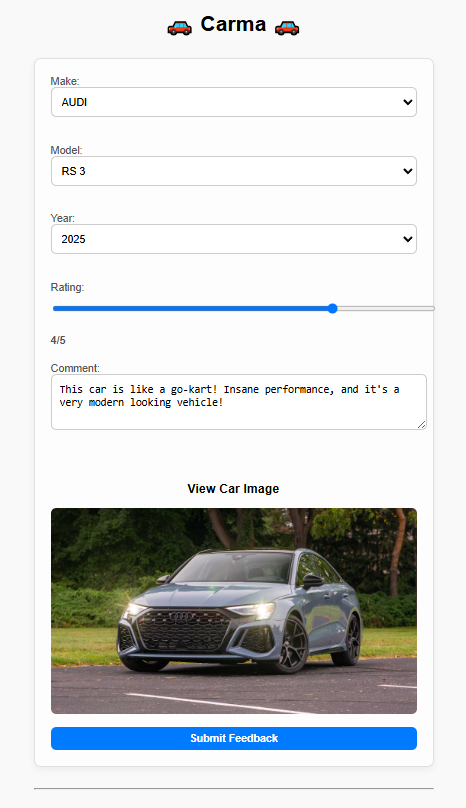 Carma
Make:
AUDI
Model:
RS 3
Year:
2025
Rating:
4/5
Comment:
This car is like a go-kart! Insane performance, and it's a
very modern looking vehicle!
View Car Image
Submit Feedback